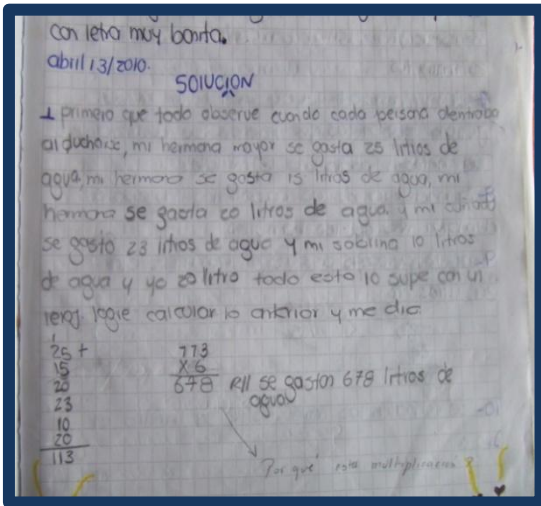 con letra muy bonita.
abril 13/2010.
SOlUCION
1 primero que todo observe cuando cada persona dentraba
al ducharse, mi hermana mayor se gasta 25 litros de
agua, mi hermano se gasta 15 litros de agua, mi
hermana se gasta 20 litros de agua y mi cuñado
se gasto 23 litros de agua y mi sobrina 10 litros
de agua y yo 20 litro todo esto lo supe con un
reloj logre calcular lo anterior y me dio
1
25 +
15
20
23
10
20
113
113
X 6
678 R// se gastan 678 litros de
agua
Por qué esta multiplicación?